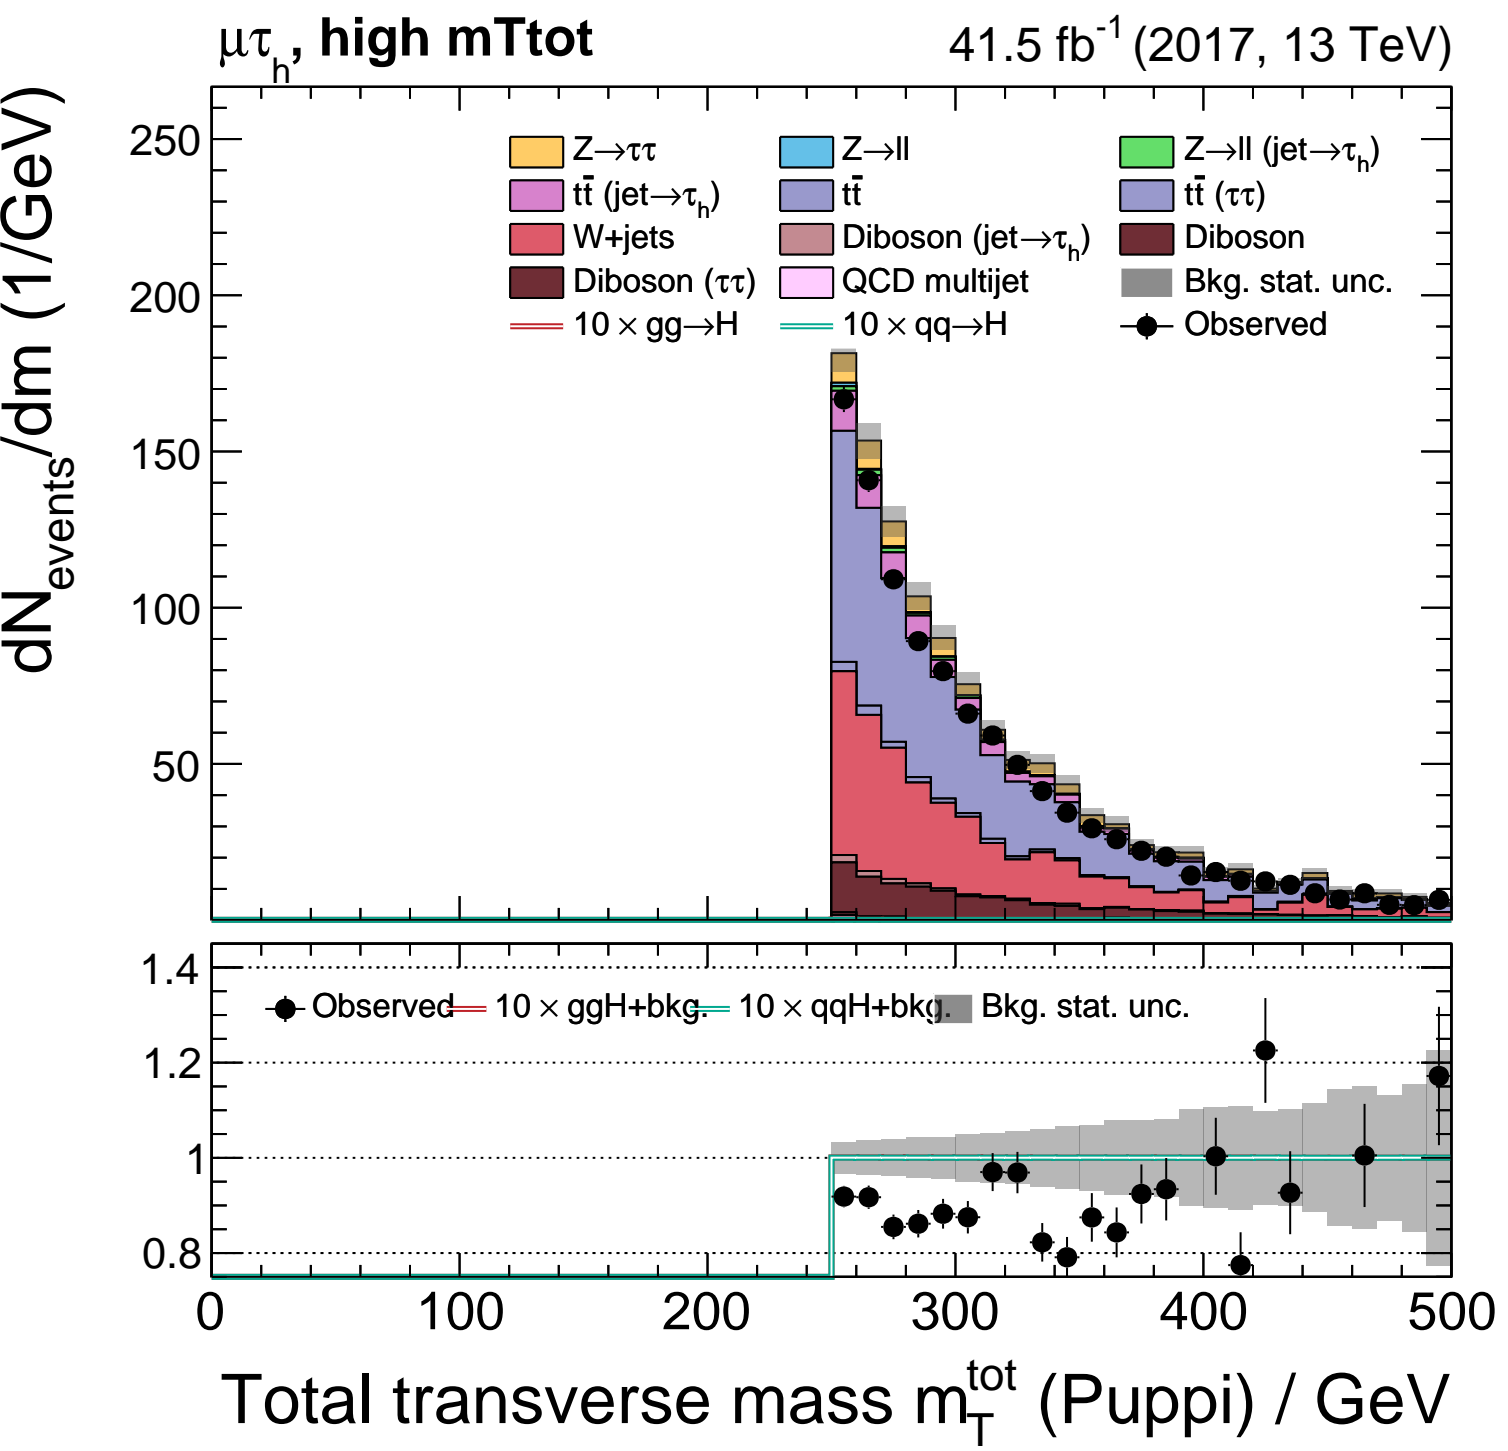 μτh, high mTtot
41.5 fb-1 (2017, 13 TeV)
dNevents/dm (1/GeV)
250
200
150
100
50
Z→ττ Z→ll Z→ll (jet→τh)
tt̄ (jet→τh) tt̄ tt̄ (ττ)
W+jets Diboson (jet→τh) Diboson
Diboson (ττ) QCD multijet Bkg. stat. unc.
10 × gg→H 10 × qq→H Observed
1.4
1.2
1
0.8
Observed 10 × ggH+bkg. 10 × qqH+bkg. Bkg. stat. unc.
0 100 200 300 400 500
Total transverse mass mTtot (Puppi) / GeV